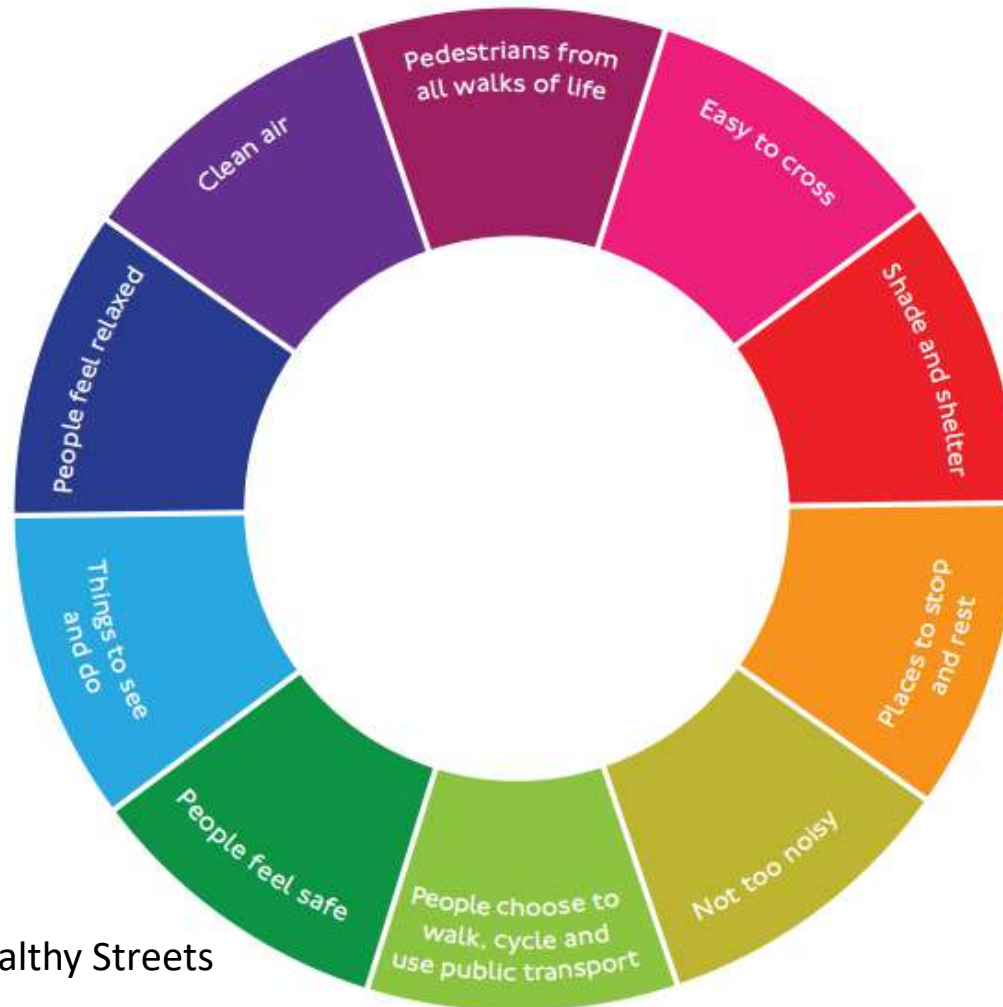 Pedestrians from
all walks of life
Easy to cross
Shade and shelter
Places to stop
and rest
Not too noisy
People choose to
walk, cycle and
use public transport
People feel safe
Things to see
and do
People feel relaxed
Clean air
althy Streets